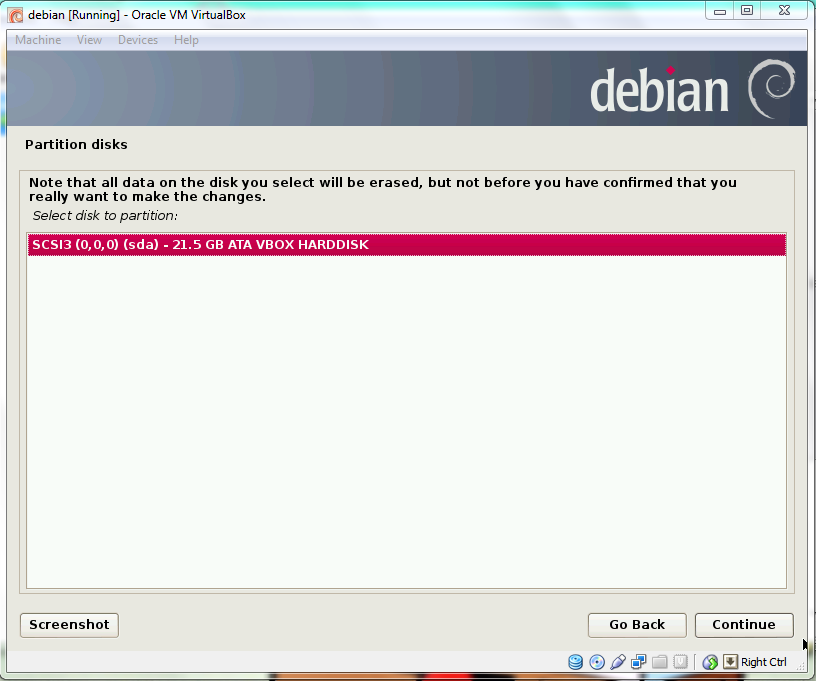 debian [Running] - Oracle VM VirtualBox
Machine View Devices Help
debian
Partition disks
Note that all data on the disk you select will be erased, but not before you have confirmed that you
really want to make the changes.
Select disk to partition:
SCSI3 (0,0,0) (sda) - 21.5 GB ATA VBOX HARDDISK
Screenshot Go Back Continue
Right Ctrl